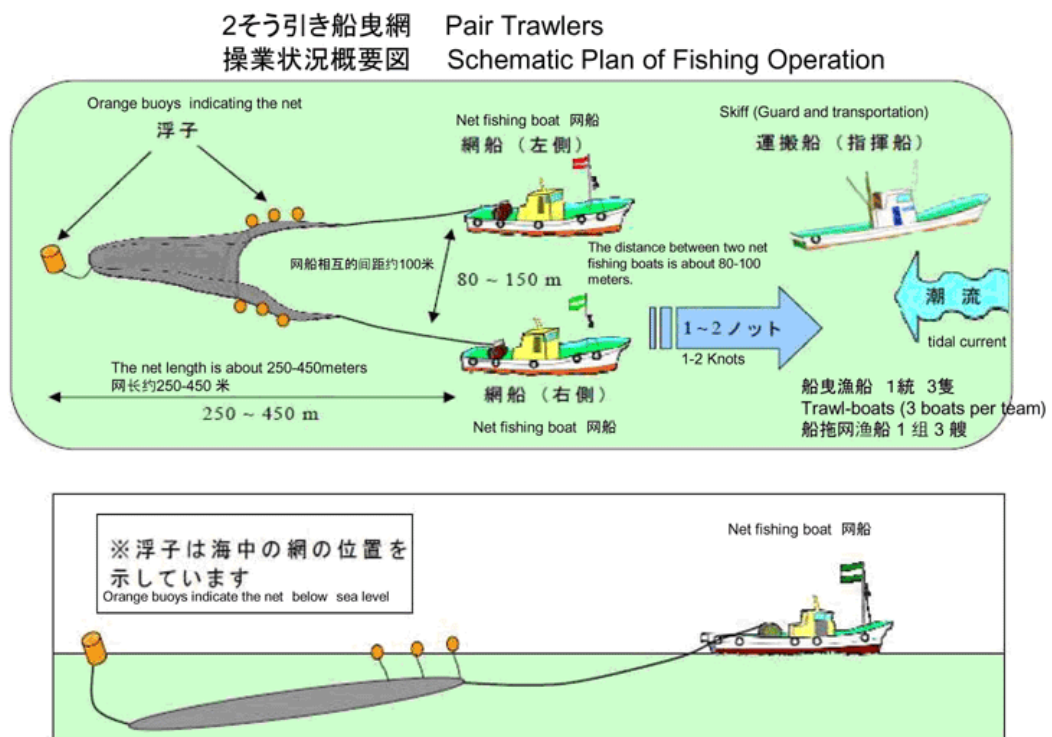 2そう引き船曳網 Pair Trawlers
操業状況概要図 Schematic Plan of Fishing Operation
Orange buoys indicating the net
浮子
Net fishing boat 网船
網船（左側）
Skiff (Guard and transportation)
運搬船（指揮船）
网船相互的间距约100米
80 ~ 150 m
The distance between two net
fishing boats is about 80-100
meters.
1~2 ノット
1-2 Knots
潮流
tidal current
The net length is about 250-450meters
网长约250-450 米
250 ~ 450 m
網船（右側）
Net fishing boat 网船
船曳漁船 1統 3隻
Trawl-boats (3 boats per team)
船拖网渔船 1 组 3 艘
※浮子は海中の網の位置を
示しています
Orange buoys indicate the net below sea level
Net fishing boat 网船